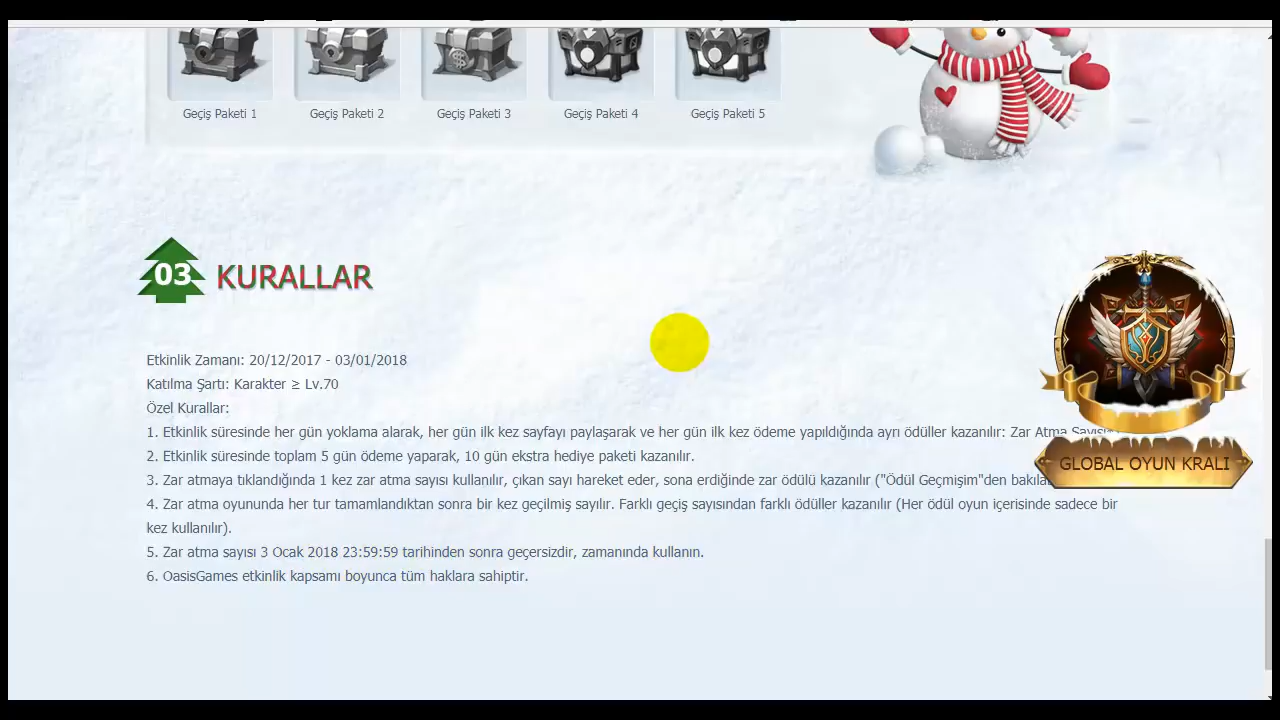 Geçiş Paketi 1 Geçiş Paketi 2 Geçiş Paketi 3 Geçiş Paketi 4 Geçiş Paketi 5
03 KURALLAR
Etkinlik Zamanı: 20/12/2017 - 03/01/2018
Katılma Şartı: Karakter ≥ Lv.70
Özel Kurallar:
1. Etkinlik süresinde her gün yoklama alarak, her gün ilk kez sayfayı paylaşarak ve her gün ilk kez ödeme yapıldığında ayrı ödüller kazanılır: Zar Atma
2. Etkinlik süresinde toplam 5 gün ödeme yaparak, 10 gün ekstra hediye paketi kazanılır.
3. Zar atmaya tıklandığında 1 kez zar atma sayısı kullanılır, çıkan sayı hareket eder, sona erdiğinde zar ödülü kazanılır ("Ödül Geçmişim"den
4. Zar atma oyununda her tur tamamlandıktan sonra bir kez geçilmiş sayılır. Farklı geçiş sayısından farklı ödüller kazanılır (Her ödül oyun içerisinde sadece bir
kez kullanılır).
5. Zar atma sayısı 3 Ocak 2018 23:59:59 tarihinden sonra geçersizdir, zamanında kullanın.
6. OasisGames etkinlik kapsamı boyunca tüm haklara sahiptir.
GLOBAL OYUN KRALI